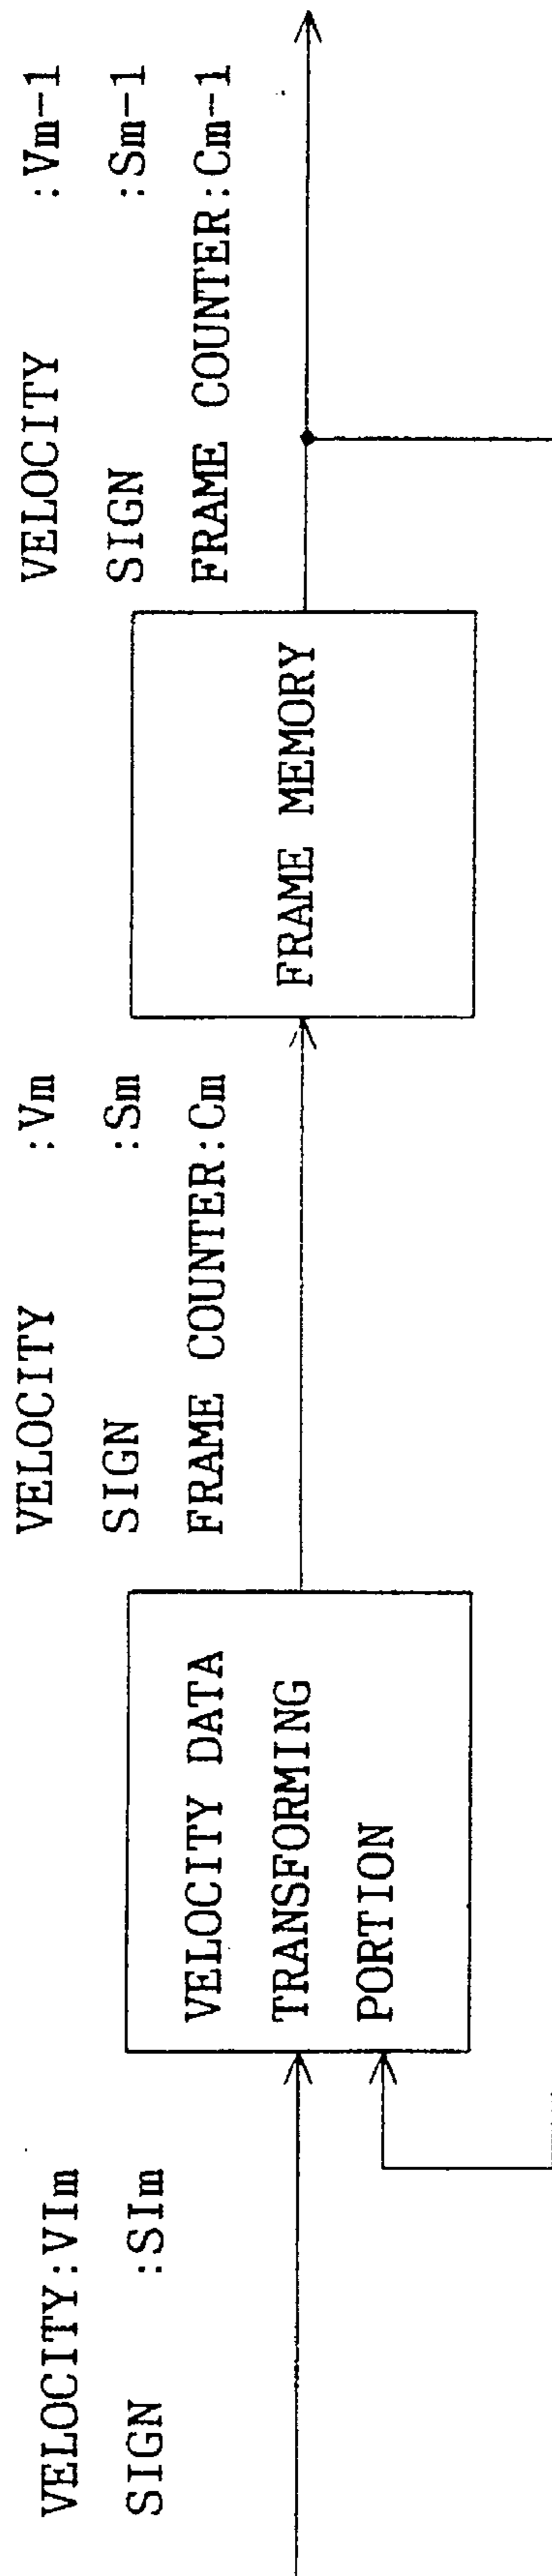 VELOCITY:VIm
SIGN :SIm
VELOCITY DATA
TRANSFORMING
PORTION
VELOCITY :Vm
SIGN :Sm
FRAME COUNTER:Cm
FRAME MEMORY
VELOCITY :Vm-1
SIGN :Sm-1
FRAME COUNTER:Cm-1